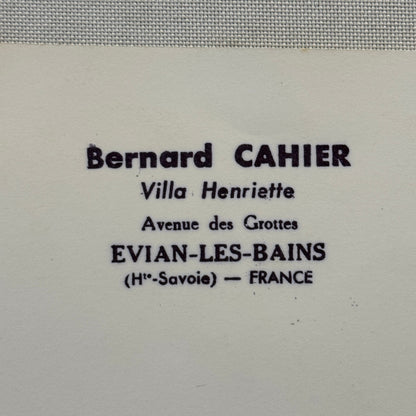 Bernard CAHIER
Villa Henriette
Avenue des Grottes
EVIAN-LES-BAINS
(Hte-Savoie) — FRANCE